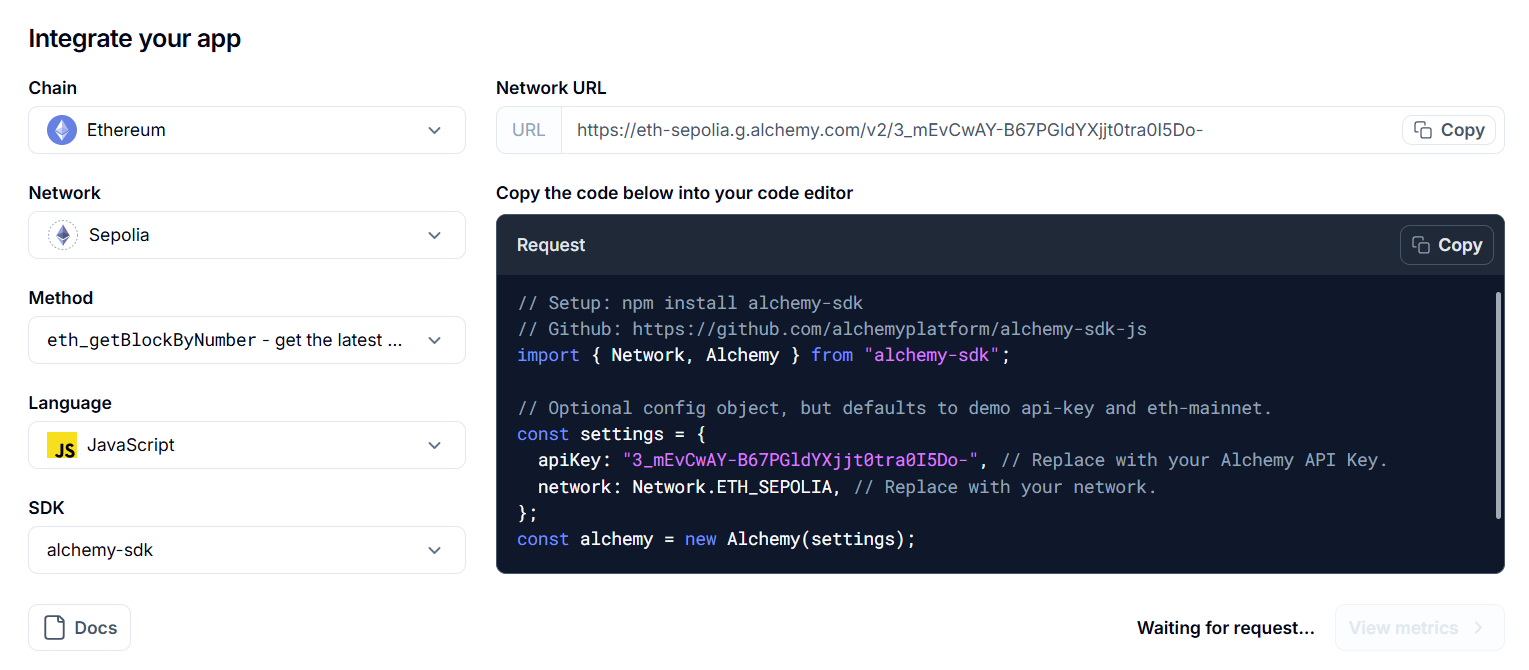 Integrate your app
Chain
Ethereum
Network
Sepolia
Method
eth_getBlockByNumber - get the latest ...
Language
JS JavaScript
SDK
alchemy-sdk
Docs
Network URL
URL https://eth-sepolia.g.alchemy.com/v2/3_mEvCwAY-B67PGldYXjjt0tra0I5Do- Copy
Copy the code below into your code editor
Request Copy
// Setup: npm install alchemy-sdk
// Github: https://github.com/alchemyplatform/alchemy-sdk-js
import { Network, Alchemy } from "alchemy-sdk";
// Optional config object, but defaults to demo api-key and eth-mainnet.
const settings = {
  apiKey: "3_mEvCwAY-B67PGldYXjjt0tra0I5Do-", // Replace with your Alchemy API Key.
  network: Network.ETH_SEPOLIA, // Replace with your network.
};
const alchemy = new Alchemy(settings);
Waiting for request... View metrics